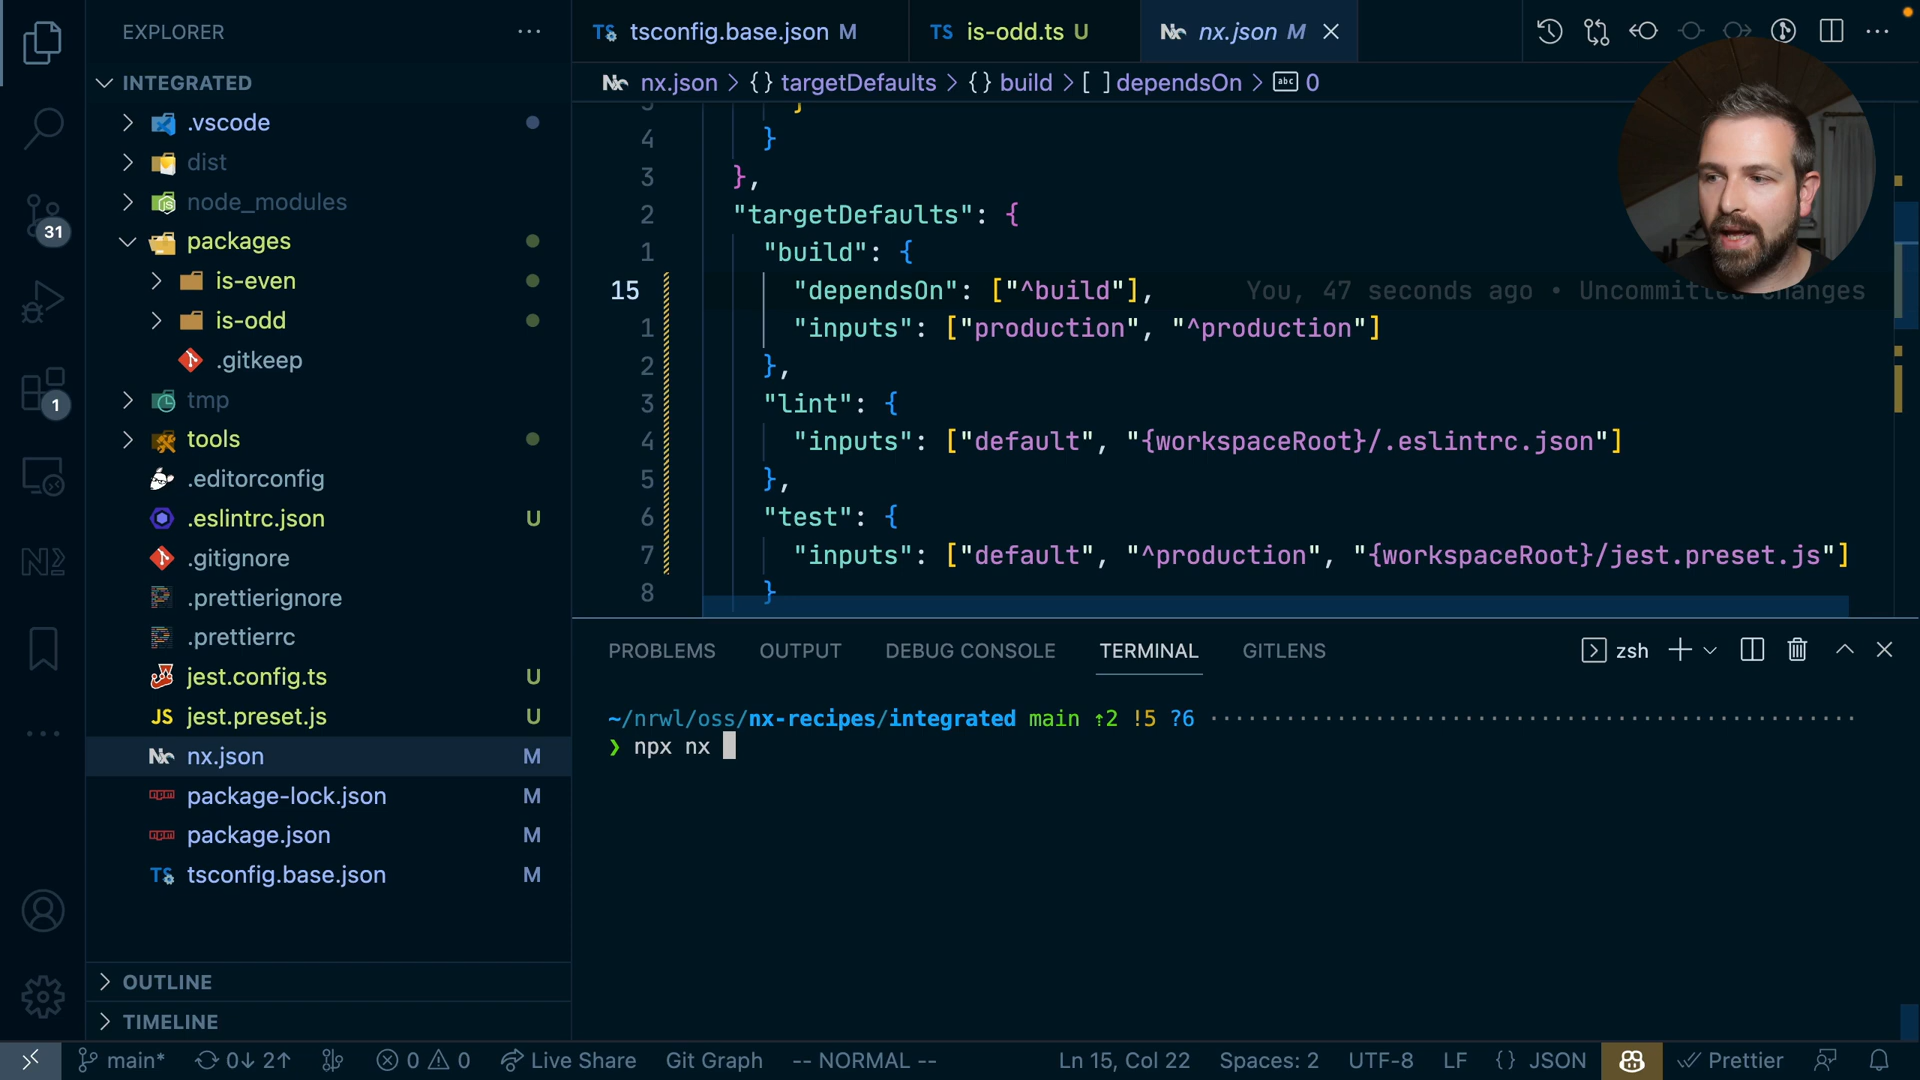 EXPLORER
INTEGRATED
.vscode
dist
node_modules
packages
is-even
is-odd
.gitkeep
tmp
tools
.editorconfig
.eslintrc.json U
.gitignore
.prettierignore
.prettierrc
jest.config.ts U
JS jest.preset.js U
nx.json M
package-lock.json M
package.json M
TS tsconfig.base.json M
OUTLINE
TIMELINE
31
1
TS tsconfig.base.json M
TS is-odd.ts U
nx.json M
nx.json > {} targetDefaults > {} build > [ ] dependsOn > abc 0
5 ]
4 }
3 },
2 "targetDefaults": {
1 "build": {
15 "dependsOn": ["^build"], You, 47 seconds ago • Uncommitted changes
1 "inputs": ["production", "^production"]
2 },
3 "lint": {
4 "inputs": ["default", "{workspaceRoot}/.eslintrc.json"]
5 },
6 "test": {
7 "inputs": ["default", "^production", "{workspaceRoot}/jest.preset.js"]
8 }
PROBLEMS OUTPUT DEBUG CONSOLE TERMINAL GITLENS zsh
~/nrwl/oss/nx-recipes/integrated main ⇡2 !5 ?6
❯ npx nx
main* 0↓ 2↑ 0 0 Live Share Git Graph -- NORMAL -- Ln 15, Col 22 Spaces: 2 UTF-8 LF {} JSON Prettier